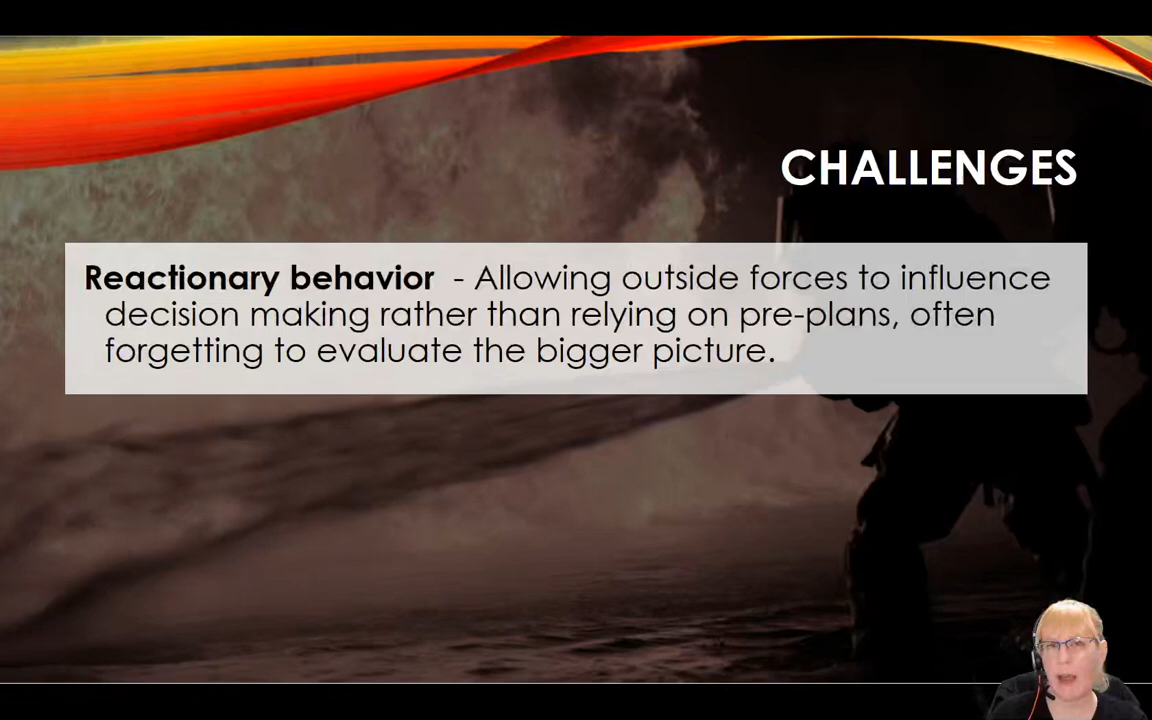 CHALLENGES
Reactionary behavior - Allowing outside forces to influence
decision making rather than relying on pre-plans, often
forgetting to evaluate the bigger picture.